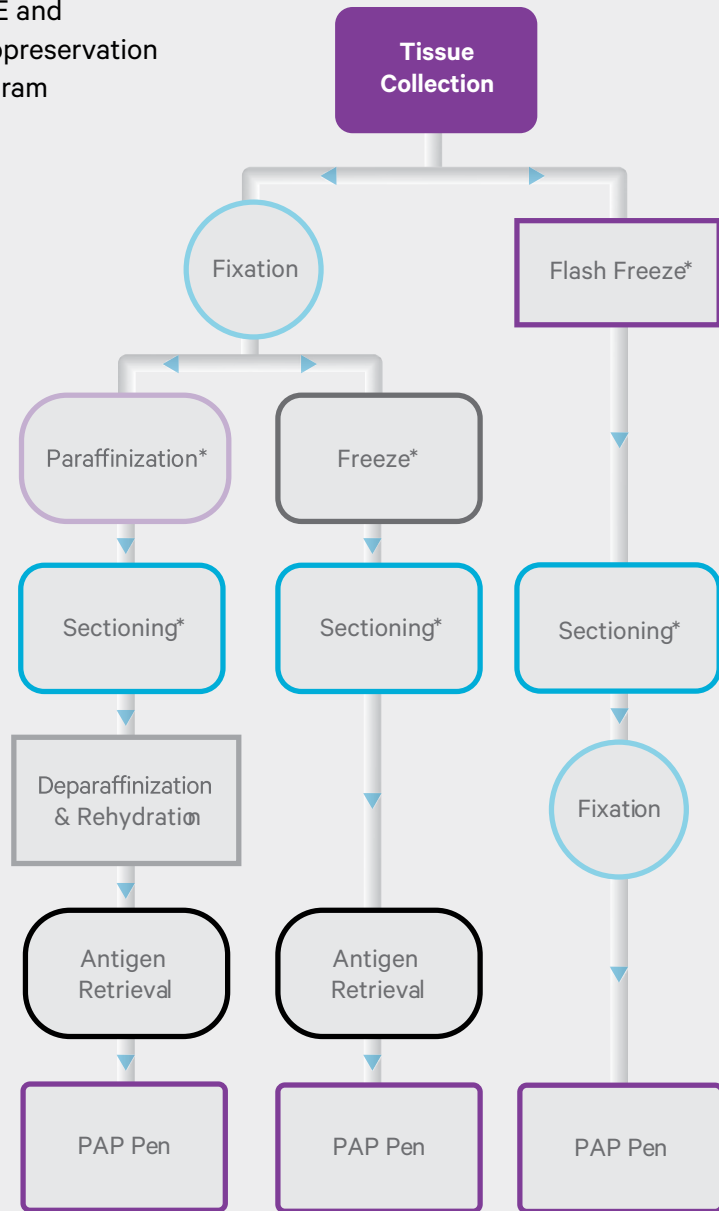 E and
opreservation
ram
Tissue
Collection
Fixation
Flash Freeze*
Paraffinization*
Freeze*
Sectioning*
Sectioning*
Sectioning*
Deparaffinization
& Rehydration
Fixation
Antigen
Retrieval
Antigen
Retrieval
PAP Pen
PAP Pen
PAP Pen